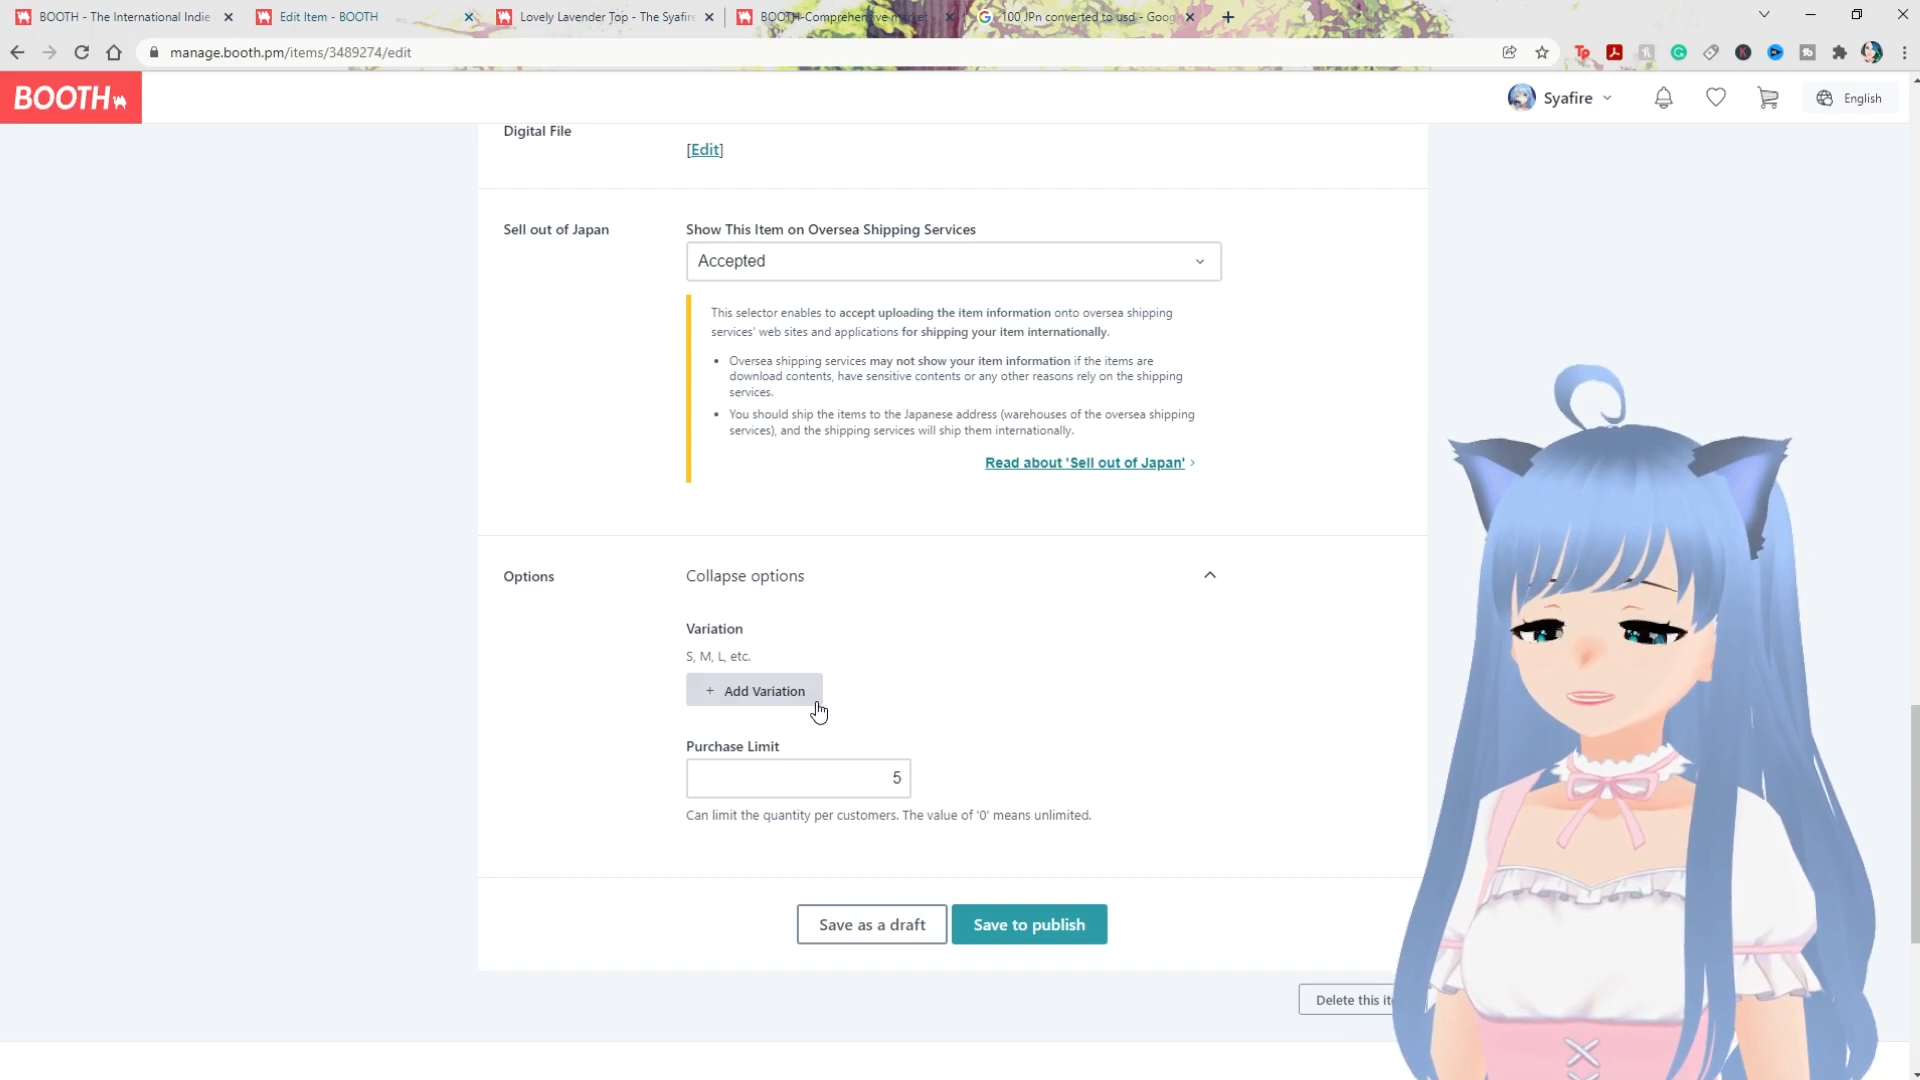 BOOTH - The International Indie
Edit Item - BOOTH
Lovely Lavender Top - The Syafire
BOOTH-Comprehensive market
100 JPn converted to usd - Goog
manage.booth.pm/items/3489274/edit
BOOTH
Syafire
English
Digital File
[Edit]
Sell out of Japan
Show This Item on Oversea Shipping Services
Accepted
This selector enables to accept uploading the item information onto oversea shipping
services' web sites and applications for shipping your item internationally.
Oversea shipping services may not show your item information if the items are
download contents, have sensitive contents or any other reasons rely on the shipping
services.
You should ship the items to the Japanese address (warehouses of the oversea shipping
services), and the shipping services will ship them internationally.
Read about 'Sell out of Japan' ›
Options
Collapse options
Variation
S, M, L, etc.
+ Add Variation
Purchase Limit
5
Can limit the quantity per customers. The value of '0' means unlimited.
Save as a draft
Save to publish
Delete this it